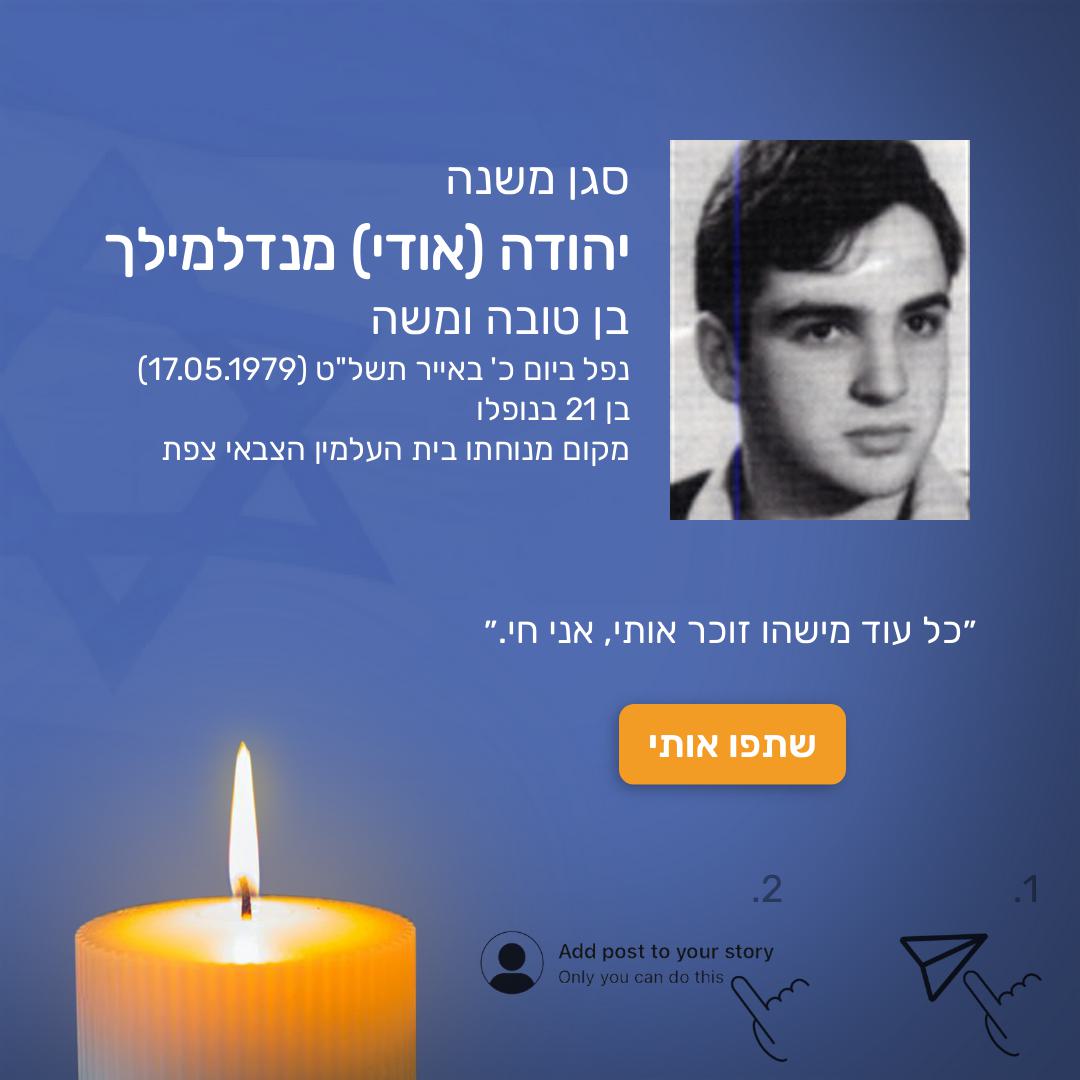 סגן משנה
יהודה (אודי) מנדלמילך
בן טובה ומשה
נפל ביום כ' באייר תשל"ט (17.05.1979)
בן 21 בנופלו
מקום מנוחתו בית העלמין הצבאי צפת
״כל עוד מישהו זוכר אותי, אני חי.״
שתפו אותי
.1
.2
Add post to your story
Only you can do this